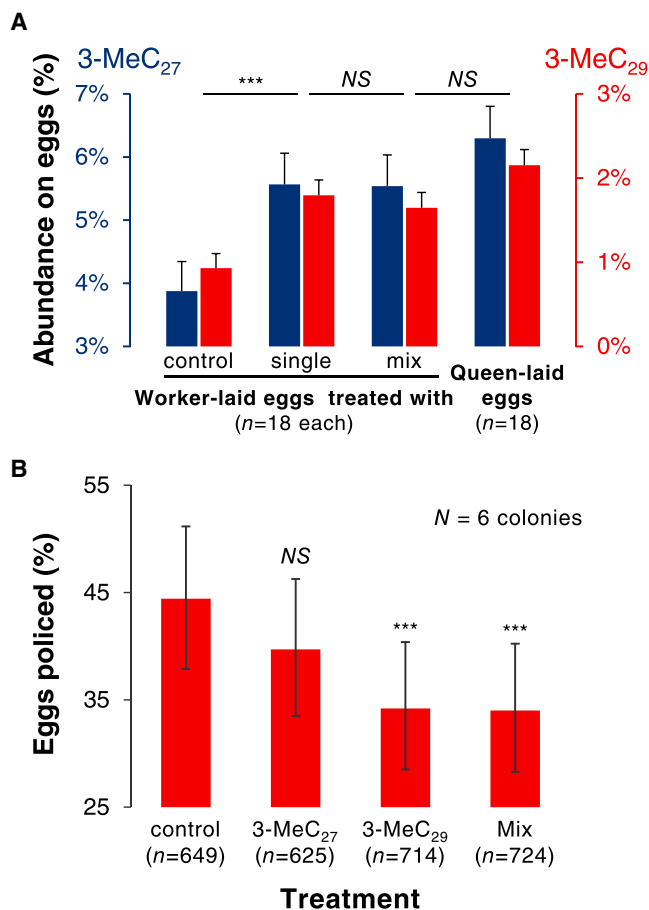 A
3-MeC27
3-MeC29
Abundance on eggs (%)
*** NS NS
7%
6%
5%
4%
3%
3%
2%
1%
0%
control single mix
Worker-laid eggs treated with
(n=18 each)
Queen-laid
eggs
(n=18)
B
Eggs policed (%)
55
45
35
25
N = 6 colonies
NS
***
***
control 3-MeC27 3-MeC29 Mix
(n=649) (n=625) (n=714) (n=724)
Treatment